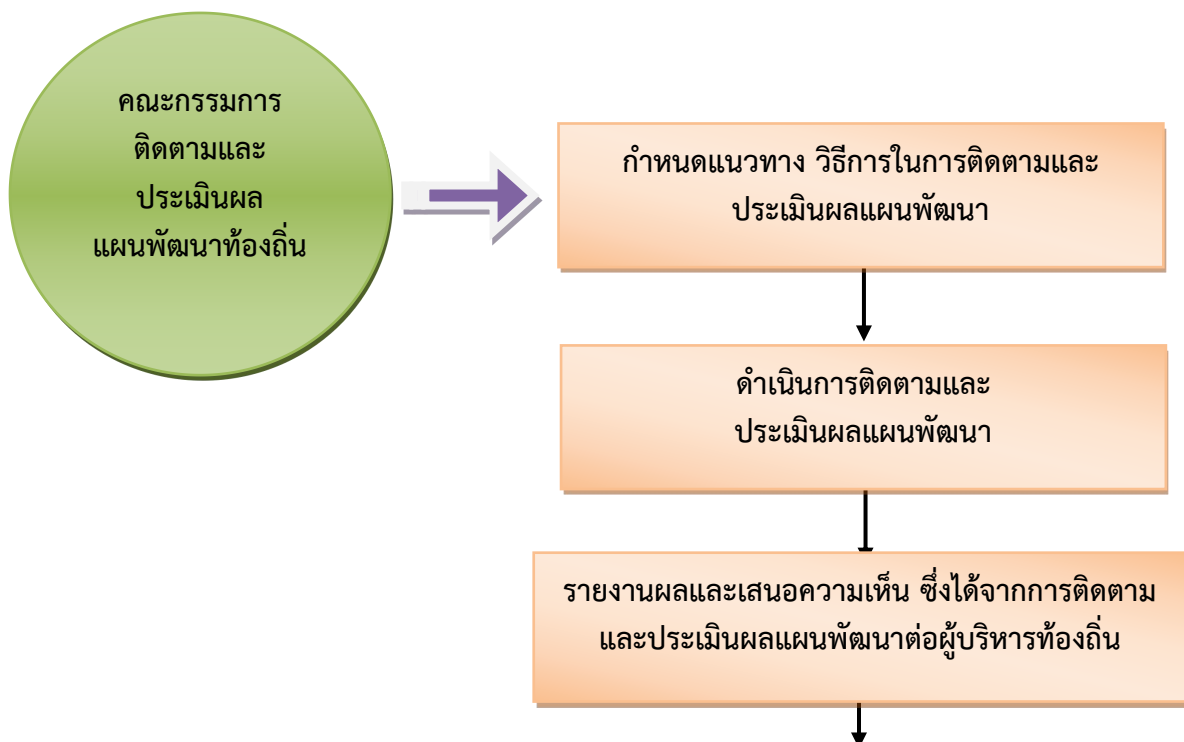 คณะกรรมการ
ติดตามและ
ประเมินผล
แผนพัฒนาท้องถิ่น
กำหนดแนวทาง วิธีการในการติดตามและ
ประเมินผลแผนพัฒนา
ดำเนินการติดตามและ
ประเมินผลแผนพัฒนา
รายงานผลและเสนอความเห็น ซึ่งได้จากการติดตาม
และประเมินผลแผนพัฒนาต่อผู้บริหารท้องถิ่น